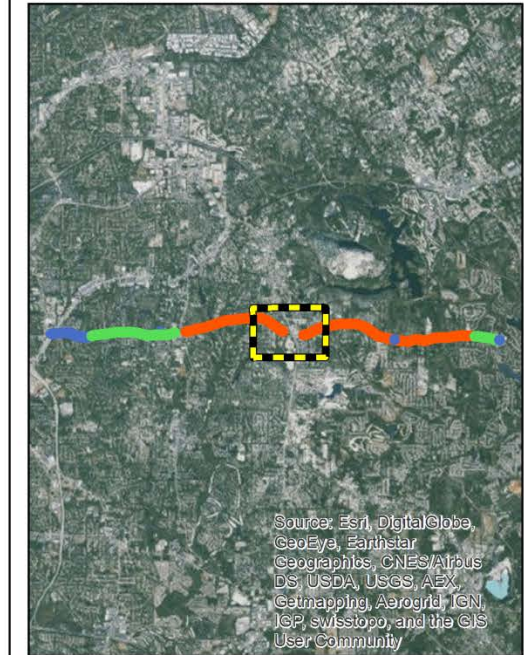 Source: Esri, DigitalGlobe,
GeoEye, Earthstar
Geographics, CNES/Airbus
DS, USDA, USGS, AEX,
Getmapping, Aerogrid, IGN,
IGP, swisstopo, and the GIS
User Community